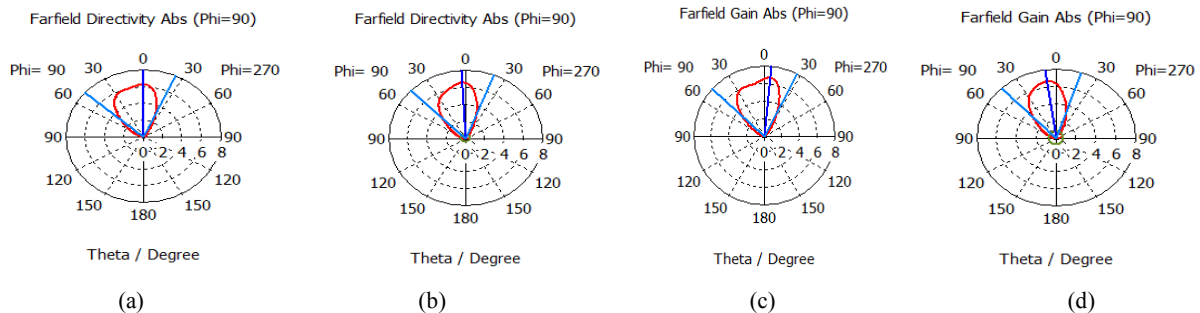 Farfield Directivity Abs (Phi=90)
0
Phi= 90 30 30 Phi=270
60 60
90 90
0 2 4 6 8
120 120
150 150
180
Theta / Degree
(a)
Farfield Directivity Abs (Phi=90)
0
Phi= 90 30 30 Phi=270
60 60
90 90
0 2 4 6 8
120 120
150 150
180
Theta / Degree
(b)
Farfield Gain Abs (Phi=90)
0
Phi= 90 30 30 Phi=270
60 60
90 90
0 2 4 6 8
120 120
150 150
180
Theta / Degree
(c)
Farfield Gain Abs (Phi=90)
0
Phi= 90 30 30 Phi=270
60 60
90 90
0 2 4 6 8
120 120
150 150
180
Theta / Degree
(d)